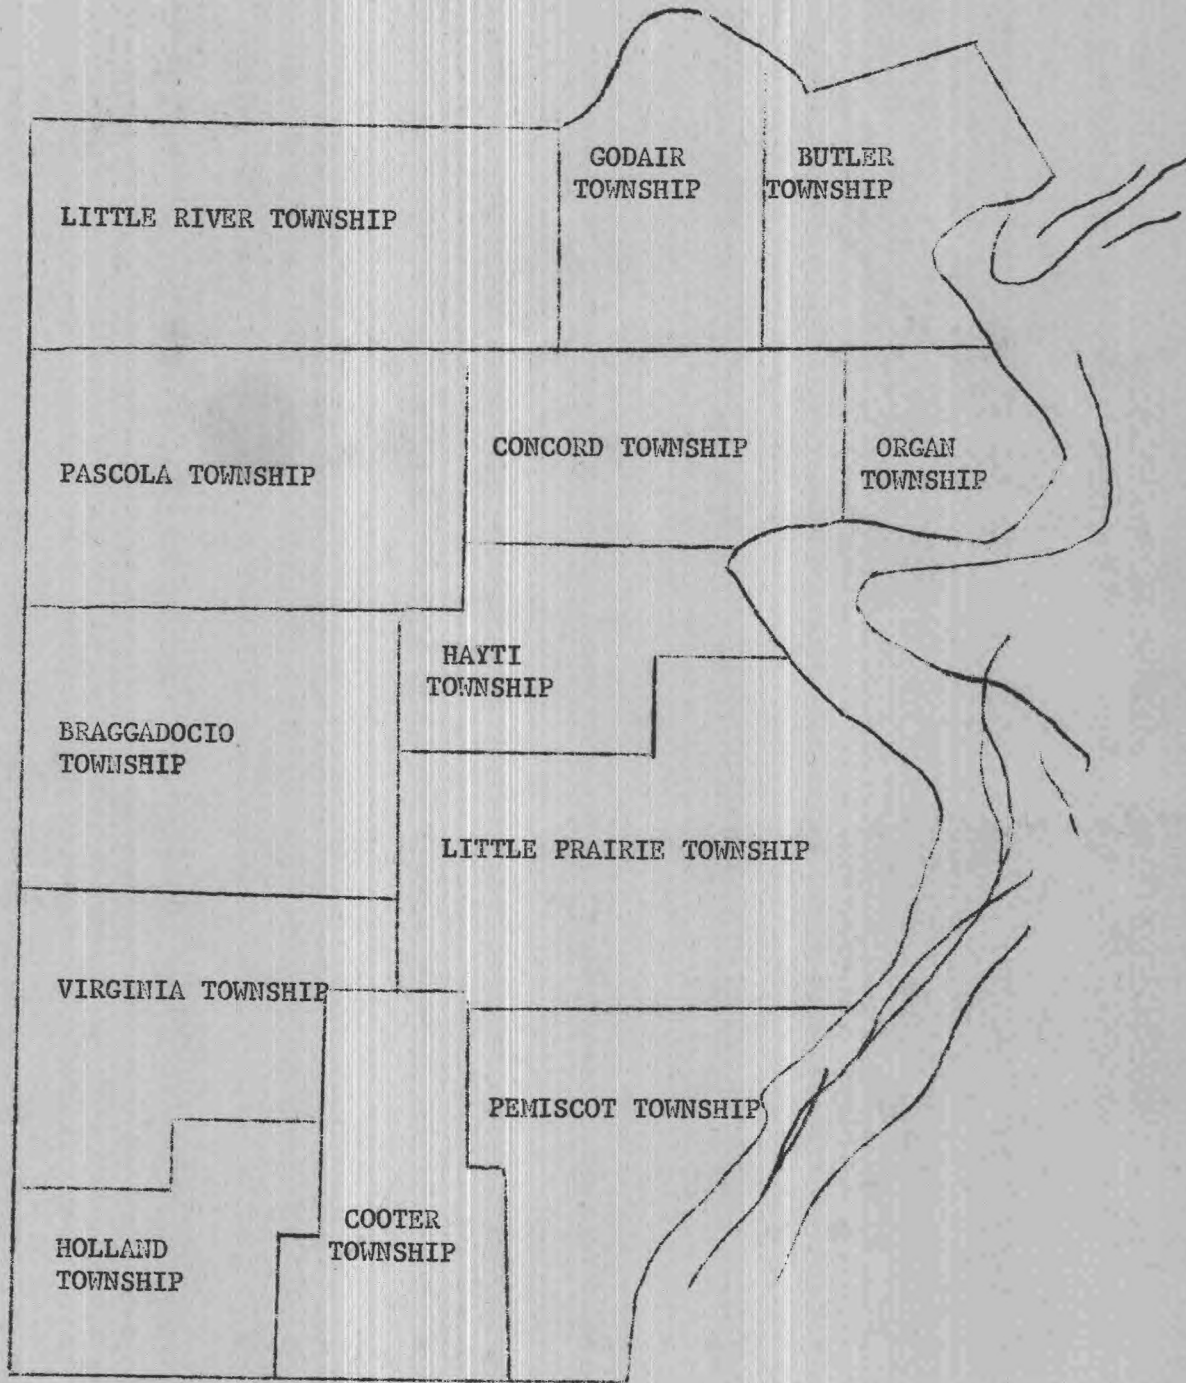 GODAIR
TOWNSHIP
BUTLER
TOWNSHIP
LITTLE RIVER TOWNSHIP
CONCORD TOWNSHIP
ORGAN
TOWNSHIP
PASCOLA TOWNSHIP
HAYTI
TOWNSHIP
BRAGGADOCIO
TOWNSHIP
LITTLE PRAIRIE TOWNSHIP
VIRGINIA TOWNSHIP
PEMISCOT TOWNSHIP
COOTER
TOWNSHIP
HOLLAND
TOWNSHIP